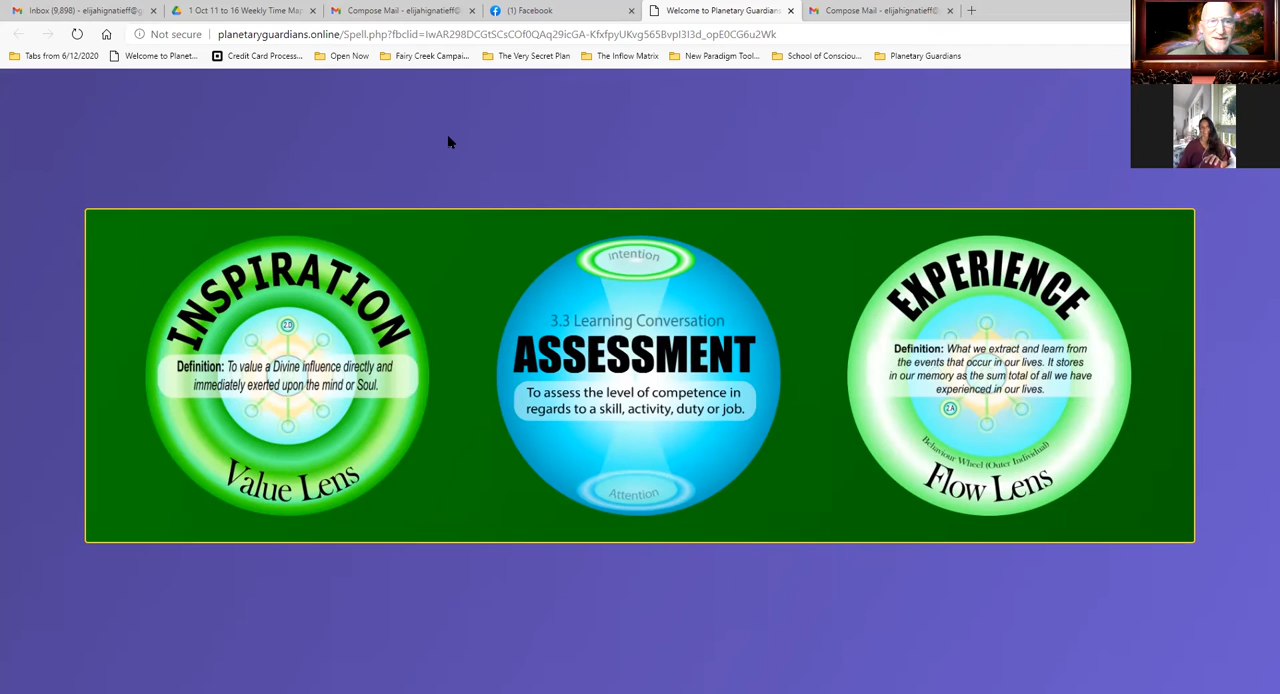 Inbox (9,898) - elijahignatieff@g
1 Oct 11 to 16 Weekly Time Map
Compose Mail - elijahignatieff@
(1) Facebook
Welcome to Planetary Guardians
Compose Mail - elijahignatieff@
Not secure
planetaryguardians.online/Spell.php?fbclid=
Tabs from 6/12/2020
Welcome to Planet...
Credit Card Process...
Open Now
Fairy Creek Campai...
The Very Secret Plan
The Inflow Matrix
New Paradigm Tool...
School of Consciou...
Planetary Guardians
INSPIRATION
2.D
Definition: To value a Divine influence directly and
immediately exerted upon the mind or Soul.
Value Lens
Intention
3.3 Learning Conversation
ASSESSMENT
To assess the level of competence in
regards to a skill, activity, duty or job.
Attention
EXPERIENCE
Definition: What we extract and learn from
the events that occur in our lives. It stores
in our memory as the sum total of all we have
experienced in our lives.
2.A
Behaviour Wheel (Outer Individual)
Flow Lens